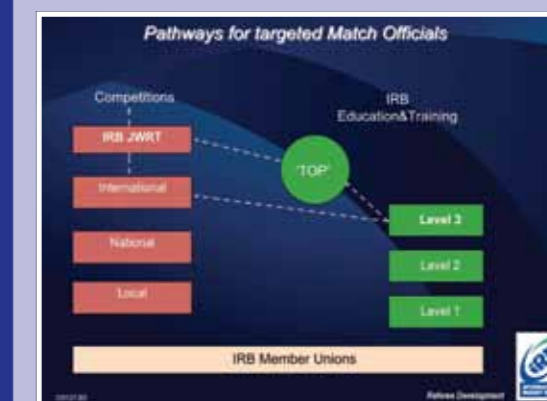 Pathways for targeted Match Officials
Competitions
IRB
Education&Training
IRB JWRT
'TOP'
International
Level 3
National
Level 2
Local
Level 1
IRB Member Unions
Referee Development